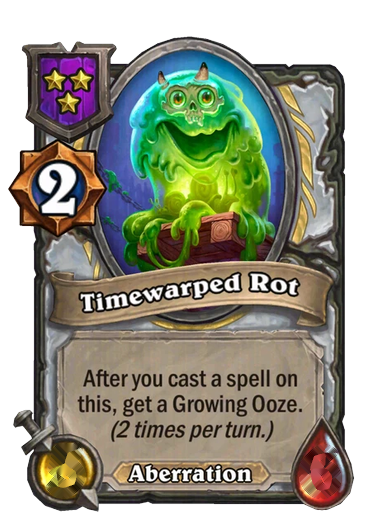 2
Timewarped Rot
After you cast a spell on
this, get a Growing Ooze.
(2 times per turn.)
Aberration